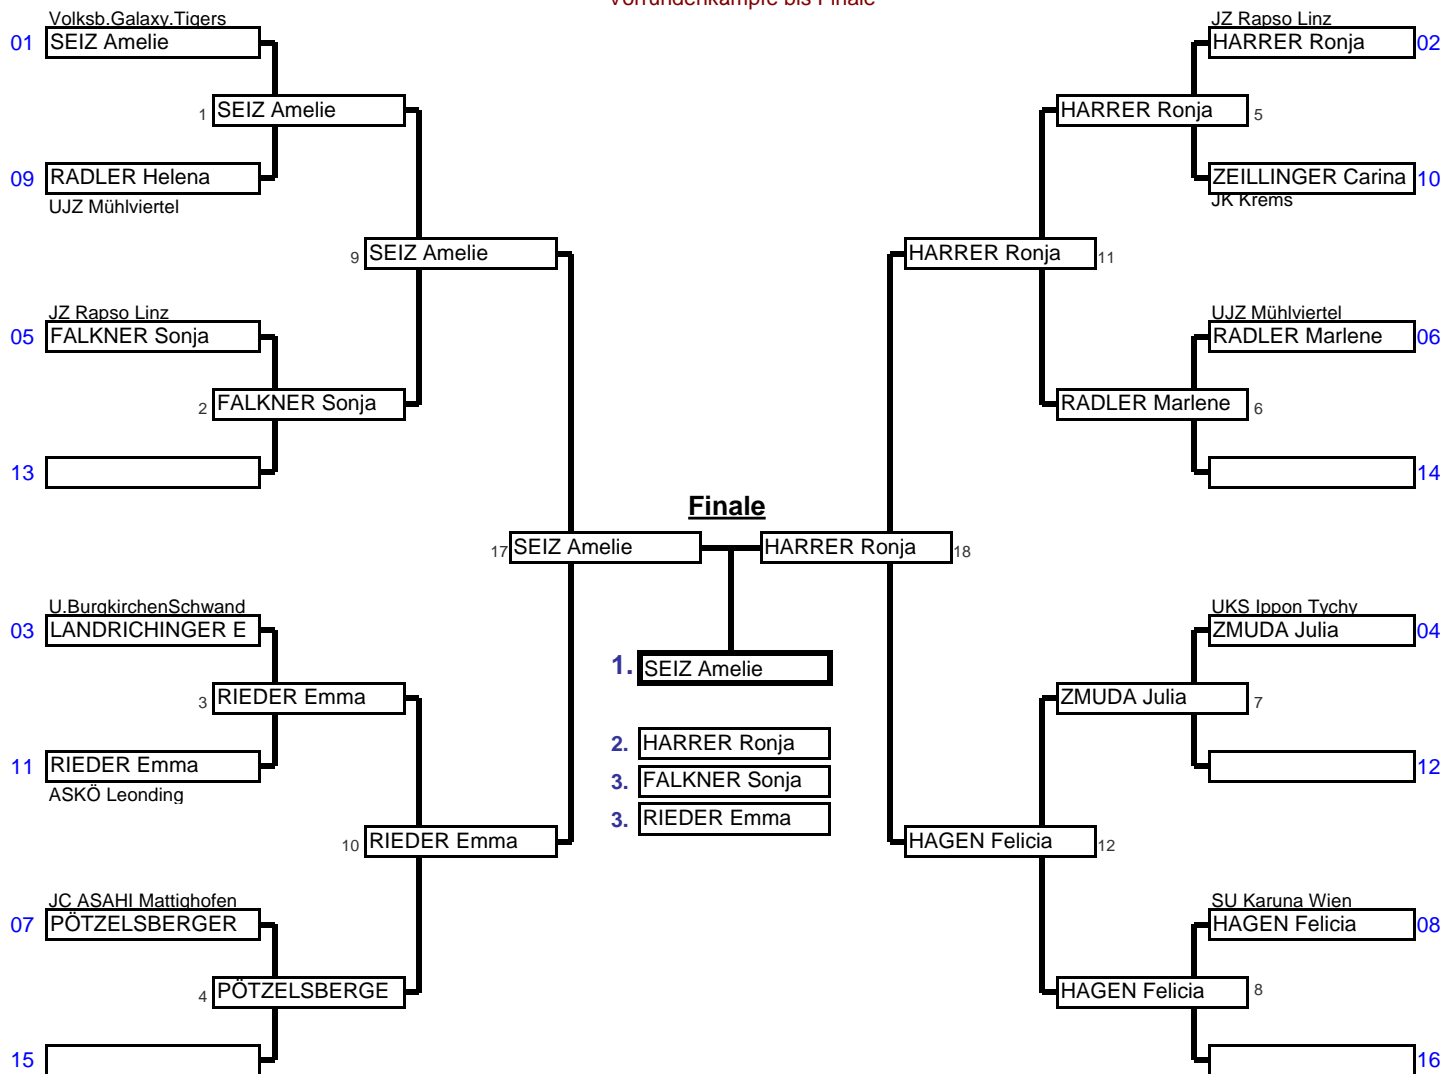 Vorrundenkämpfe bis Finale
Volksb.Galaxy.Tigers
01 SEIZ Amelie
1 SEIZ Amelie
09 RADLER Helena
UJZ Mühlviertel
9 SEIZ Amelie
JZ Rapso Linz
05 FALKNER Sonja
2 FALKNER Sonja
13
17 SEIZ Amelie
U.BurgkirchenSchwand
03 LANDRICHINGER E
3 RIEDER Emma
11 RIEDER Emma
ASKÖ Leonding
10 RIEDER Emma
JC ASAHI Mattighofen
07 PÖTZELSBERGER
4 PÖTZELSBERGE
15
Finale
1. SEIZ Amelie
2. HARRER Ronja
3. FALKNER Sonja
3. RIEDER Emma
JZ Rapso Linz
HARRER Ronja 02
HARRER Ronja 5
ZEILLINGER Carina 10
JK Krems
HARRER Ronja 11
UJZ Mühlviertel
RADLER Marlene 06
RADLER Marlene 6
14
HARRER Ronja 18
UKS Ippon Tychy
ZMUDA Julia 04
ZMUDA Julia 7
12
HAGEN Felicia 12
SU Karuna Wien
HAGEN Felicia 08
HAGEN Felicia 8
16